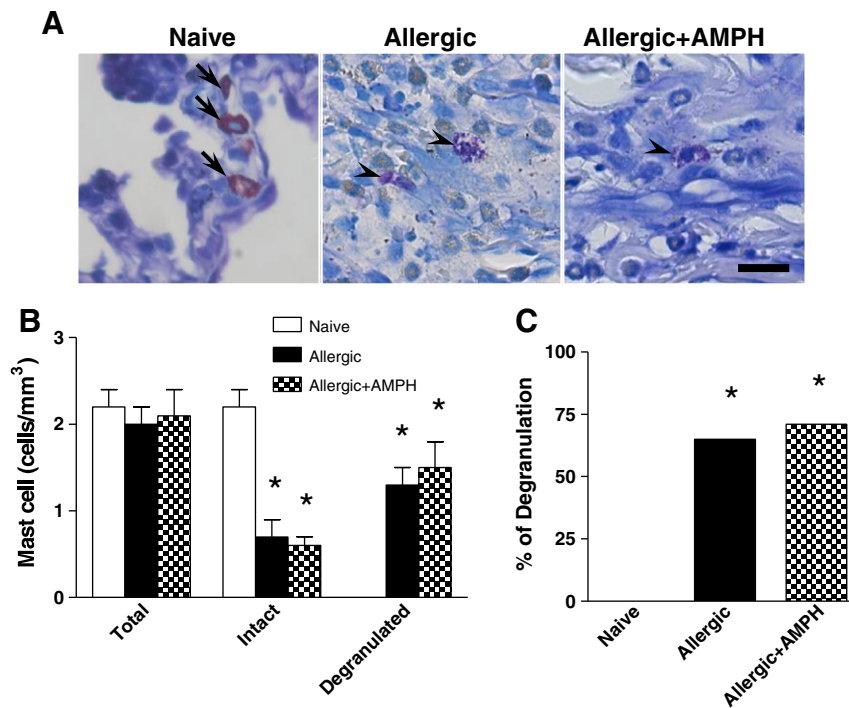 A
Naive Allergic Allergic+AMPH
B
Naive
Allergic
Allergic+AMPH
Mast cell (cells/mm³)
3
2
1
0
Total Intact Degranulated
* * * *
C
% of Degranulation
100
75
50
25
0
* *
Naive Allergic Allergic+AMPH